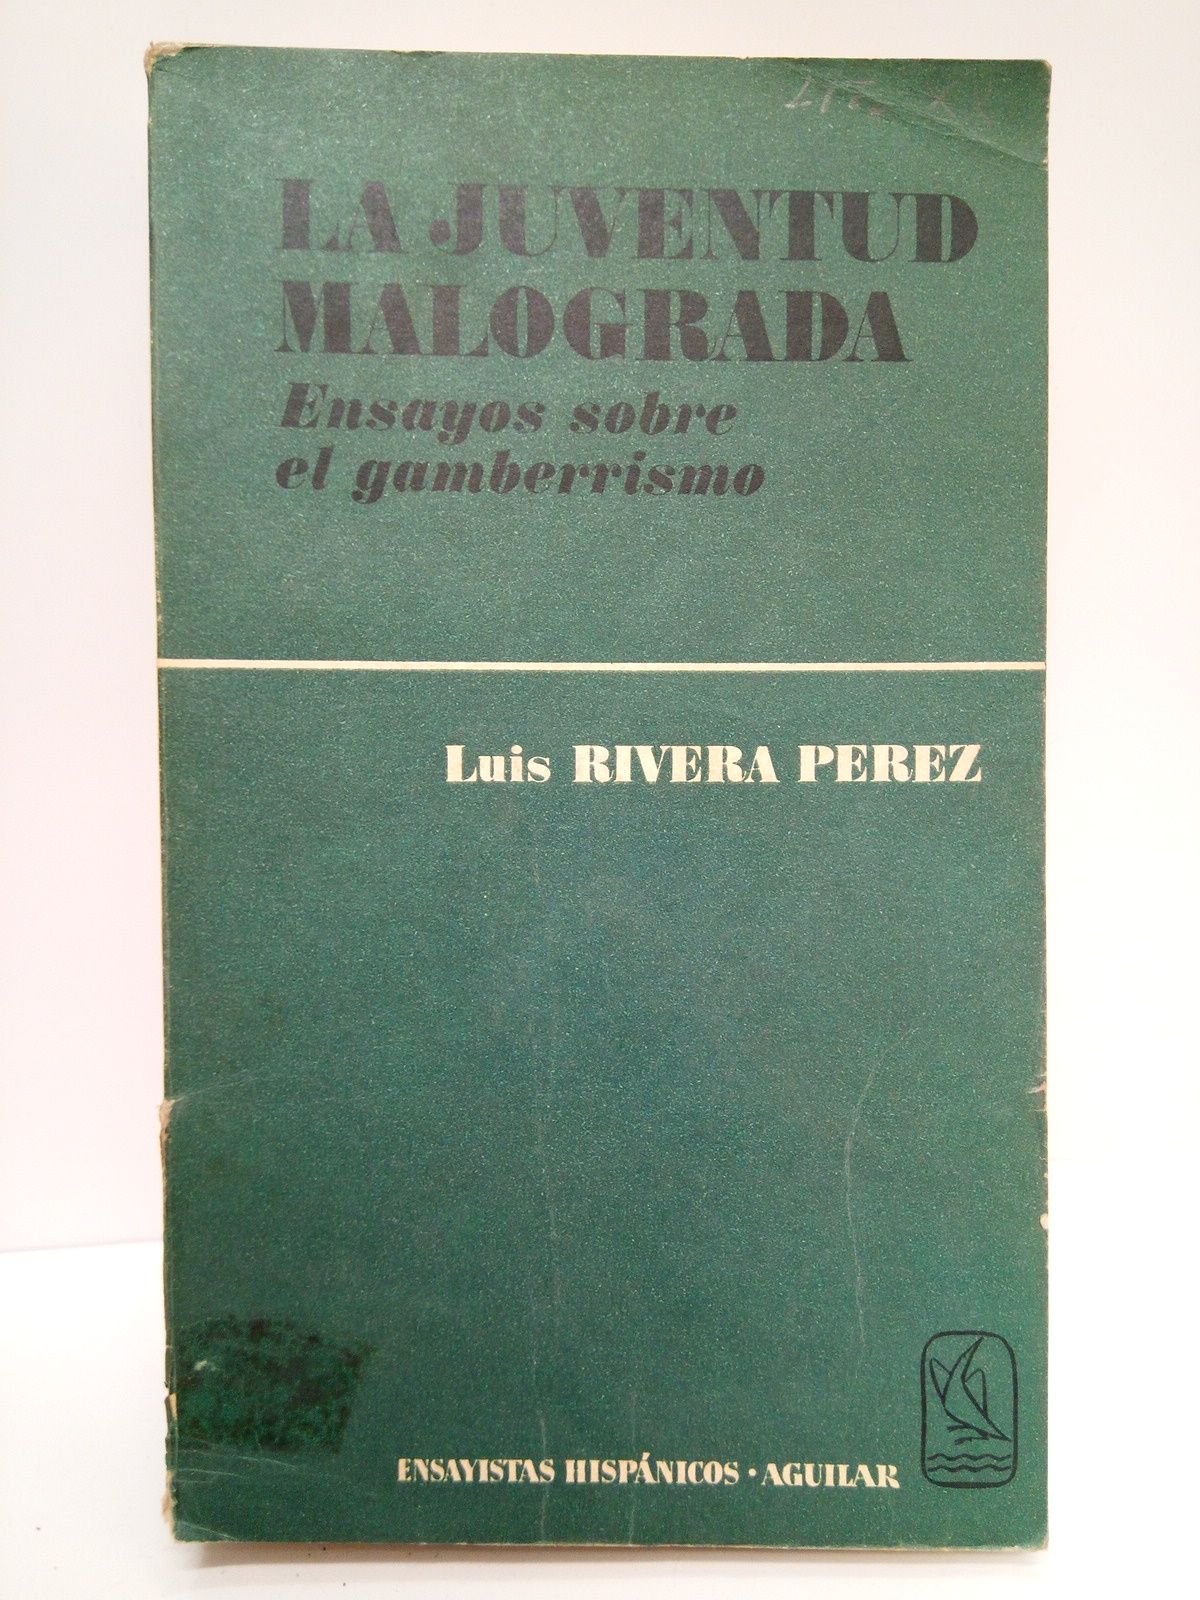 LA JUVENTUD
MALOGRADA
Ensayos sobre
el gamberrismo
Luis RIVERA PEREZ
ENSAYISTAS HISPÁNICOS • AGUILAR